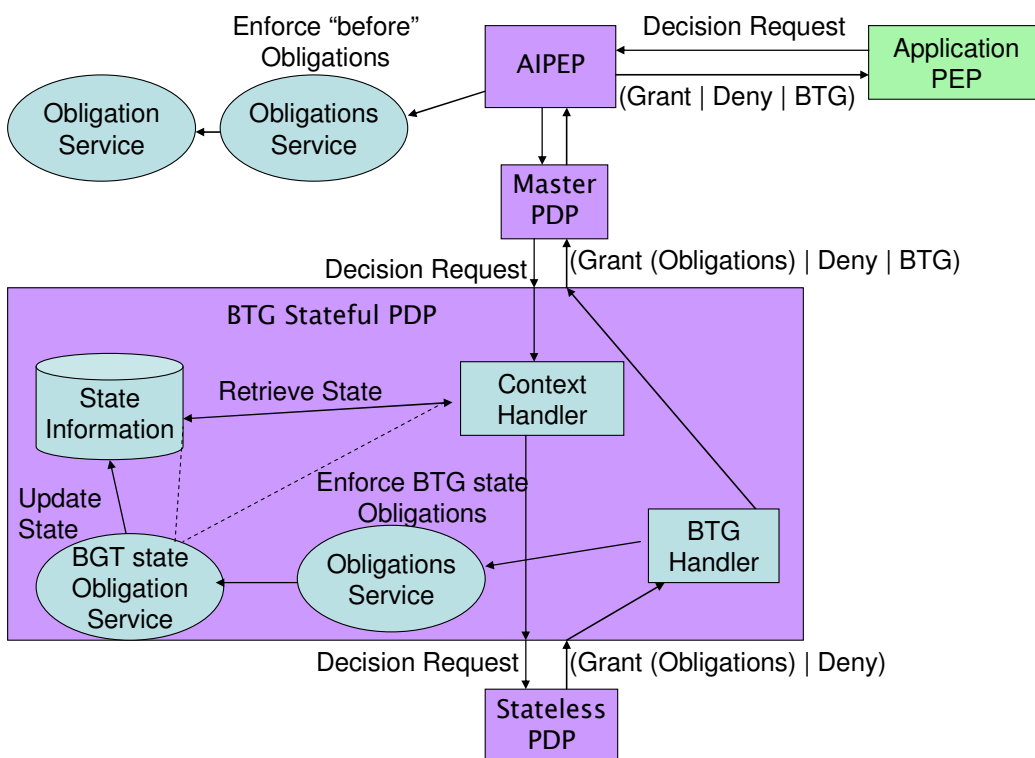 Enforce “before”
Obligations
Decision Request
AIPEP
Application
PEP
(Grant | Deny | BTG)
Obligation
Service
Obligations
Service
Master
PDP
Decision Request
(Grant (Obligations) | Deny | BTG)
BTG Stateful PDP
State
Information
Retrieve State
Context
Handler
Update
State
Enforce BTG state
Obligations
BGT state
Obligation
Service
Obligations
Service
BTG
Handler
Decision Request
(Grant (Obligations) | Deny)
Stateless
PDP